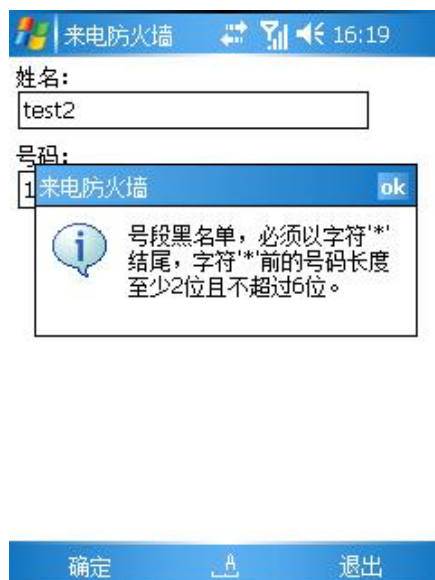 来电防火墙 16:19
姓名:
test2
号码:
1
来电防火墙 ok
号段黑名单，必须以字符'*'
结尾，字符'*'前的号码长度
至少2位且不超过6位。
确定 A 退出